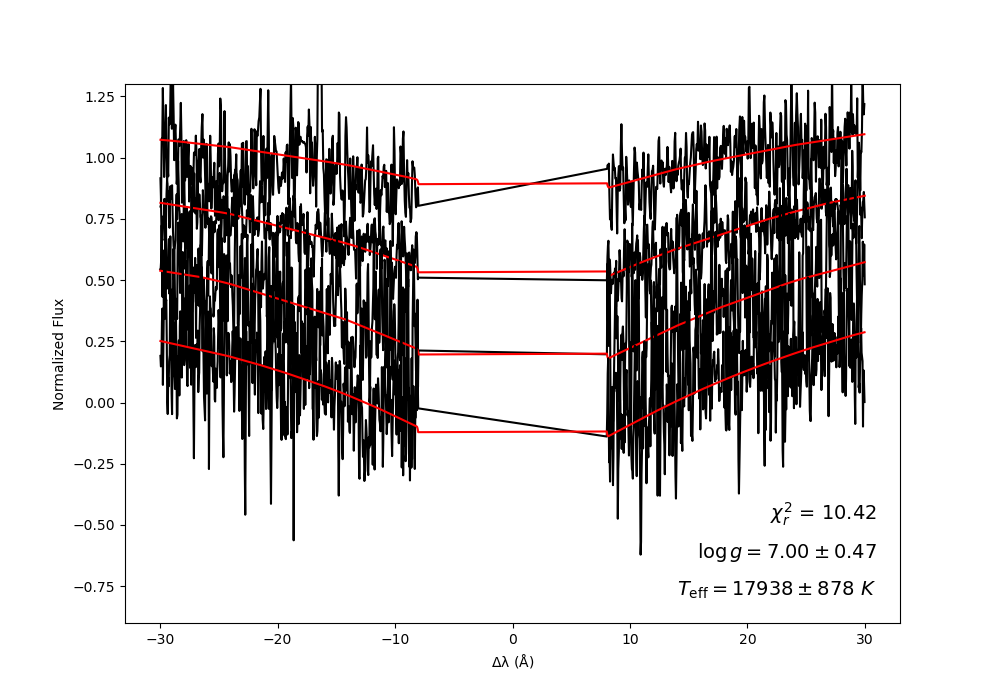 1.25
1.00
0.75
0.50
0.25
0.00
−0.25
−0.50
−0.75
Normalized Flux
χ²ᵣ = 10.42
log g = 7.00 ± 0.47
T_eff = 17938 ± 878 K
−30 −20 −10 0 10 20 30
Δλ (Å)